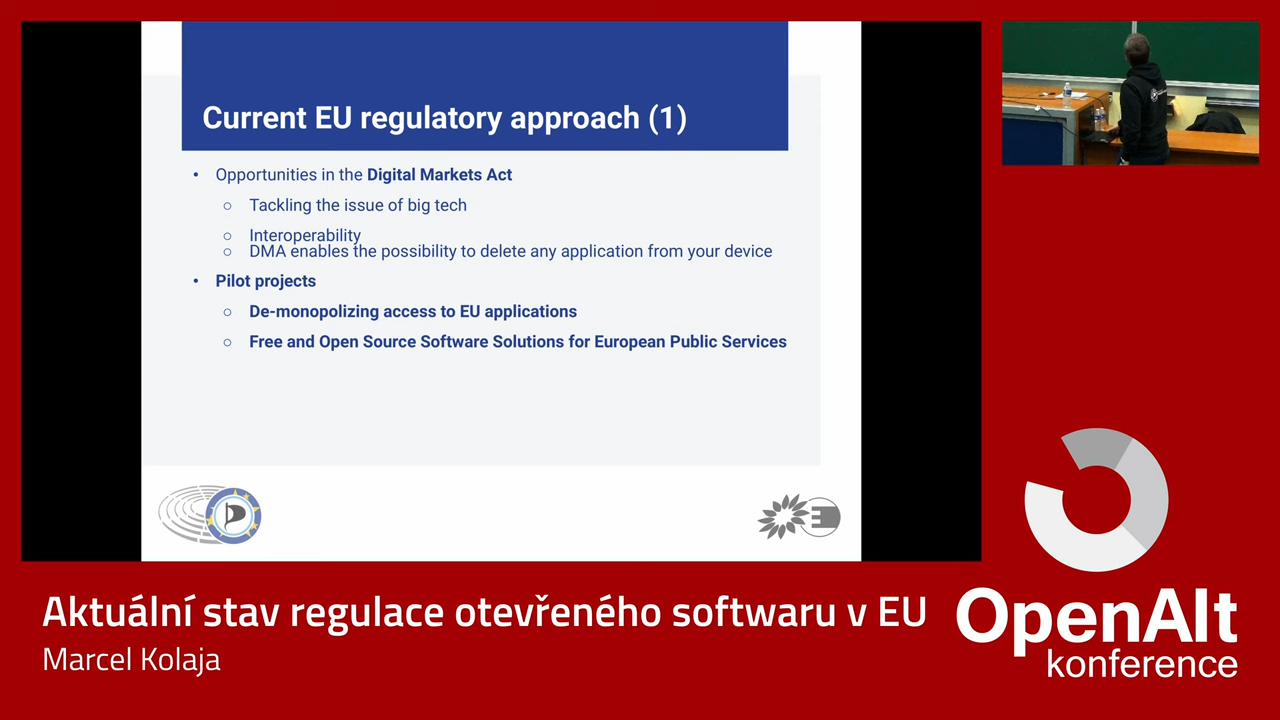 Current EU regulatory approach (1)
• Opportunities in the Digital Markets Act
○ Tackling the issue of big tech
○ Interoperability
○ DMA enables the possibility to delete any application from your device
• Pilot projects
○ De-monopolizing access to EU applications
○ Free and Open Source Software Solutions for European Public Services
Aktuální stav regulace otevřeného softwaru v EU
Marcel Kolaja
OpenAlt
konference